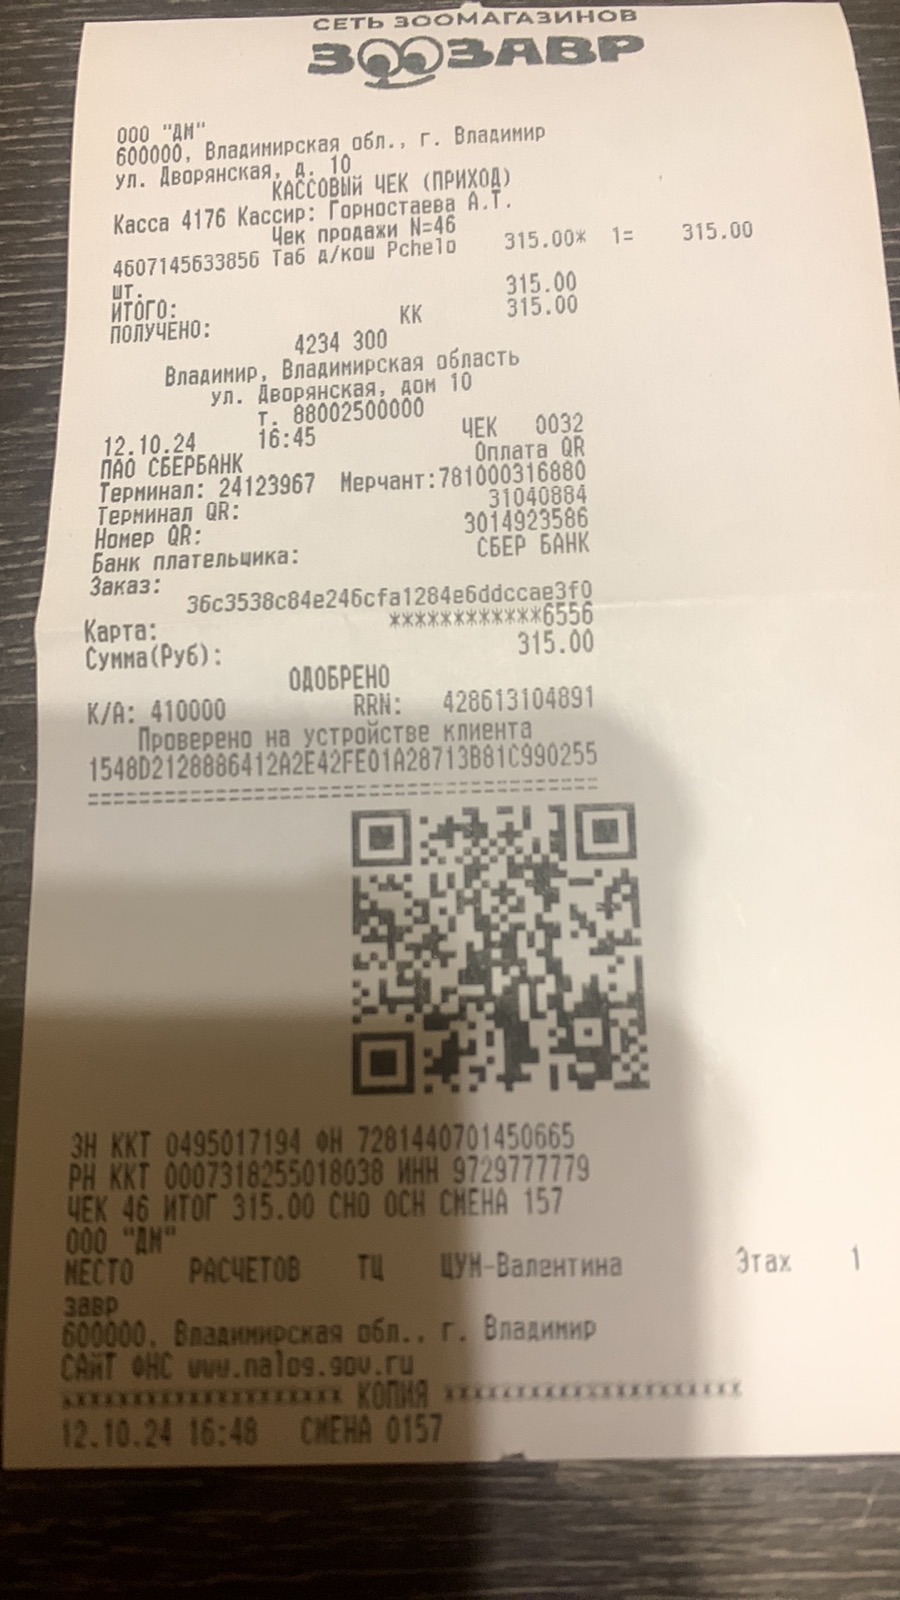 СЕТЬ ЗООМАГАЗИНОВ
ЗООЗАВР
ООО "ДМ"
600000, Владимирская обл., г. Владимир
ул. Дворянская, д. 10
КАССОВЫЙ ЧЕК (ПРИХОД)
Касса 4176 Кассир: Горностаева А.Т.
Чек продажи N=46
4607145633856 Таб д/кош Pchelo 315.00* 1= 315.00
шт.
ИТОГО: 315.00
ПОЛУЧЕНО: КК 315.00
4234 300
Владимир, Владимирская область
ул. Дворянская, дом 10
т. 88002500000
12.10.24 16:45 ЧЕК 0032
ПАО СБЕРБАНК Оплата QR
Терминал: 24123967 Мерчант:781000316880
Терминал QR: 31040884
Номер QR: 3014923586
Банк плательщика: СБЕР БАНК
Заказ:
36c3538c84e246cfa1284e6ddccae3f0
Карта: ************6556
Сумма(Руб): 315.00
ОДОБРЕНО
К/А: 410000 RRN: 428613104891
Проверено на устройстве клиента
1548D2128886412A2E42FE01A28713B81C990255
========================================
ЗН ККТ 0495017194 ФН 7281440701450665
РН ККТ 0007318255018038 ИНН 9729777779
ЧЕК 46 ИТОГ 315.00 СНО ОСН СМЕНА 157
ООО "ДМ"
МЕСТО РАСЧЕТОВ ТЦ ЦУМ-Валентина Этаж 1
завр
600000, Владимирская обл., г. Владимир
САЙТ ФНС www.nalog.gov.ru
xxxxxxxxxxxxxxxxxxxx КОПИЯ xxxxxxxxxxxxxxxxxxxxx
12.10.24 16:48 СМЕНА 0157